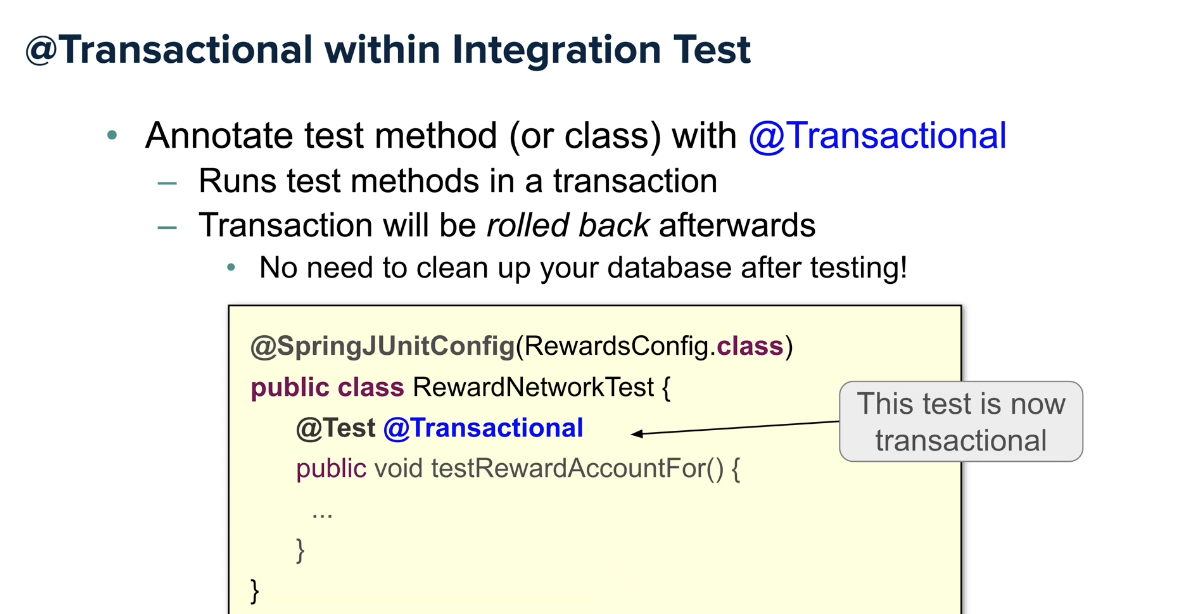 @Transactional within Integration Test
• Annotate test method (or class) with @Transactional
– Runs test methods in a transaction
– Transaction will be rolled back afterwards
• No need to clean up your database after testing!
@SpringJUnitConfig(RewardsConfig.class)
public class RewardNetworkTest {
@Test @Transactional
public void testRewardAccountFor() {
...
}
}
This test is now
transactional